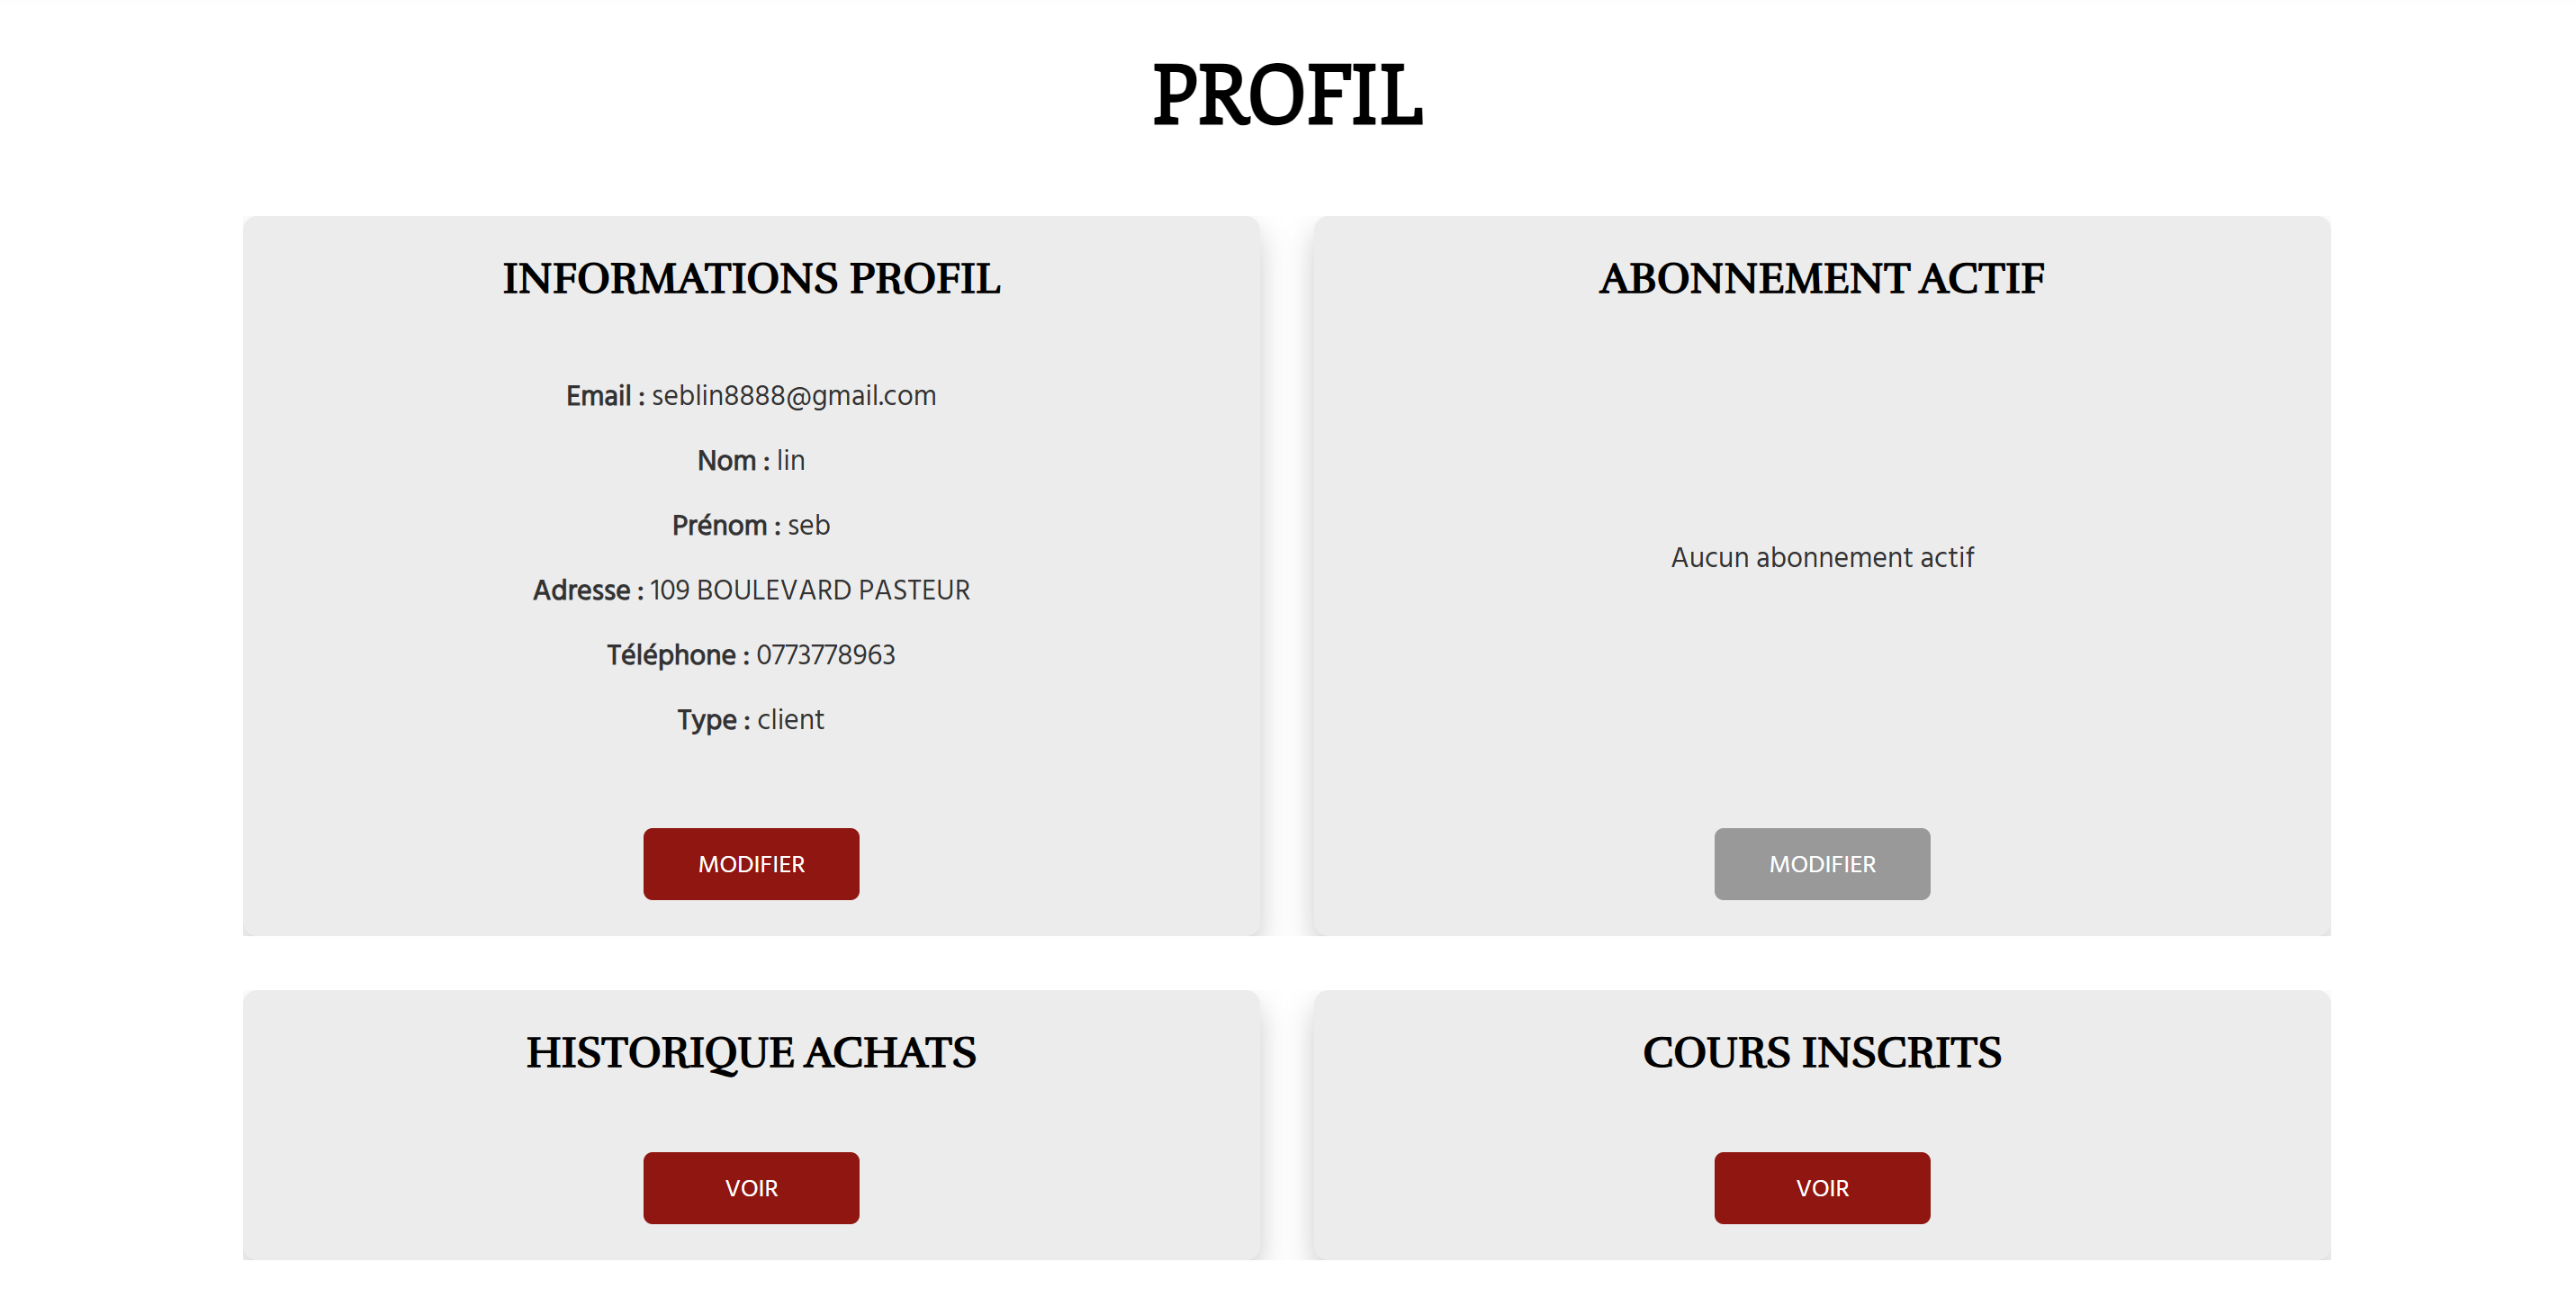 PROFIL
INFORMATIONS PROFIL
Email : seblin8888@gmail.com
Nom : lin
Prénom : seb
Adresse : 109 BOULEVARD PASTEUR
Téléphone : 0773778963
Type : client
MODIFIER
ABONNEMENT ACTIF
Aucun abonnement actif
MODIFIER
HISTORIQUE ACHATS
VOIR
COURS INSCRITS
VOIR